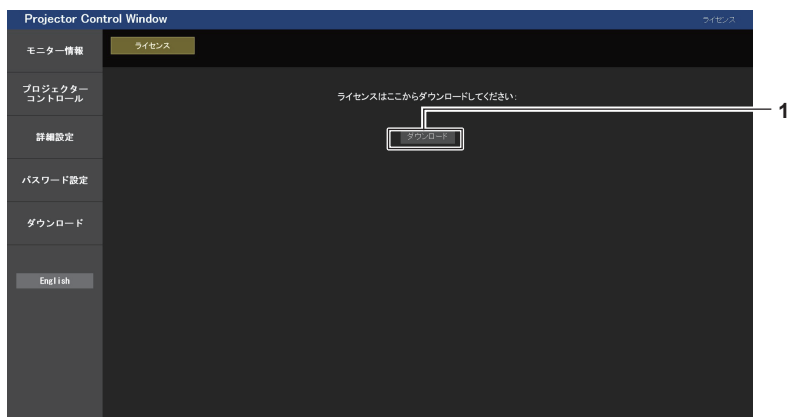 Projector Control Window
ライセンス
モニター情報
ライセンス
プロジェクター
コントロール
ライセンスはここからダウンロードしてください:
1
ダウンロード
詳細設定
パスワード設定
ダウンロード
English